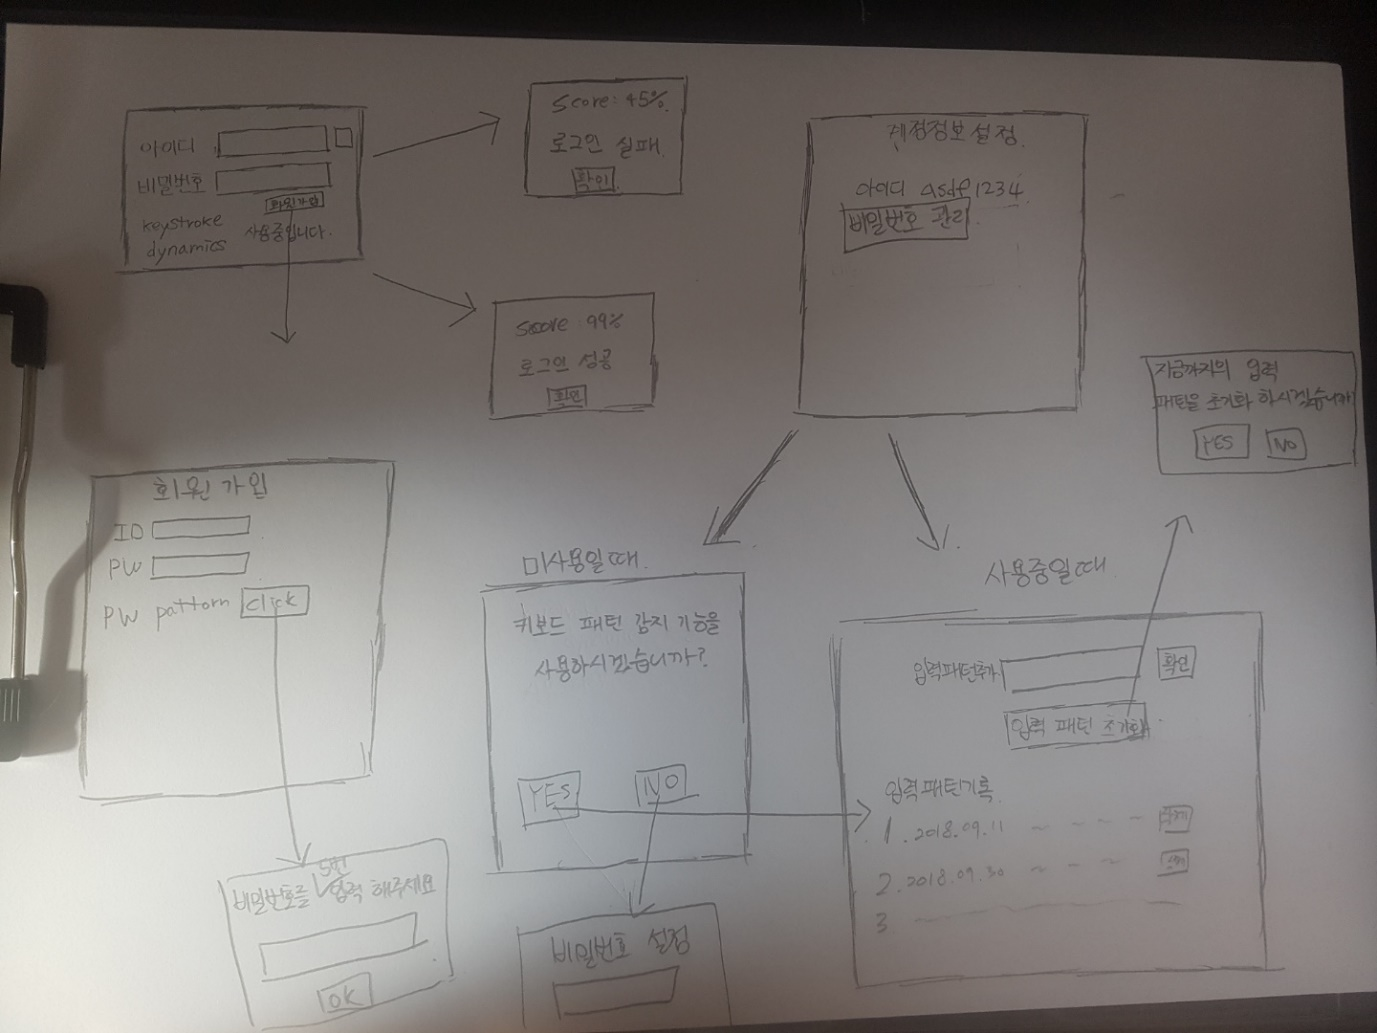 아이디
비밀번호
회원가입
keystroke
dynamics 사용중입니다.
Score: 45%
로그인 실패
확인
Score: 99%
로그인 성공
확인
계정정보 설정
아이디 asdf1234
비밀번호 관리
지금까지의 입력
패턴을 초기화 하시겠습니까
YES NO
회원 가입
ID
PW
PW pattern click
비밀번호를 5번 입력 해주세요
OK
미사용일때
키보드 패턴 감지 기능을
사용하시겠습니까?
YES NO
비밀번호 설정
사용중일때
입력패턴추가 확인
입력 패턴 초기화
입력패턴기록
1. 2018.09.11 ~ ~ ~ ~ 삭제
2. 2018.09.30 ~ ~ ~ 삭제
3